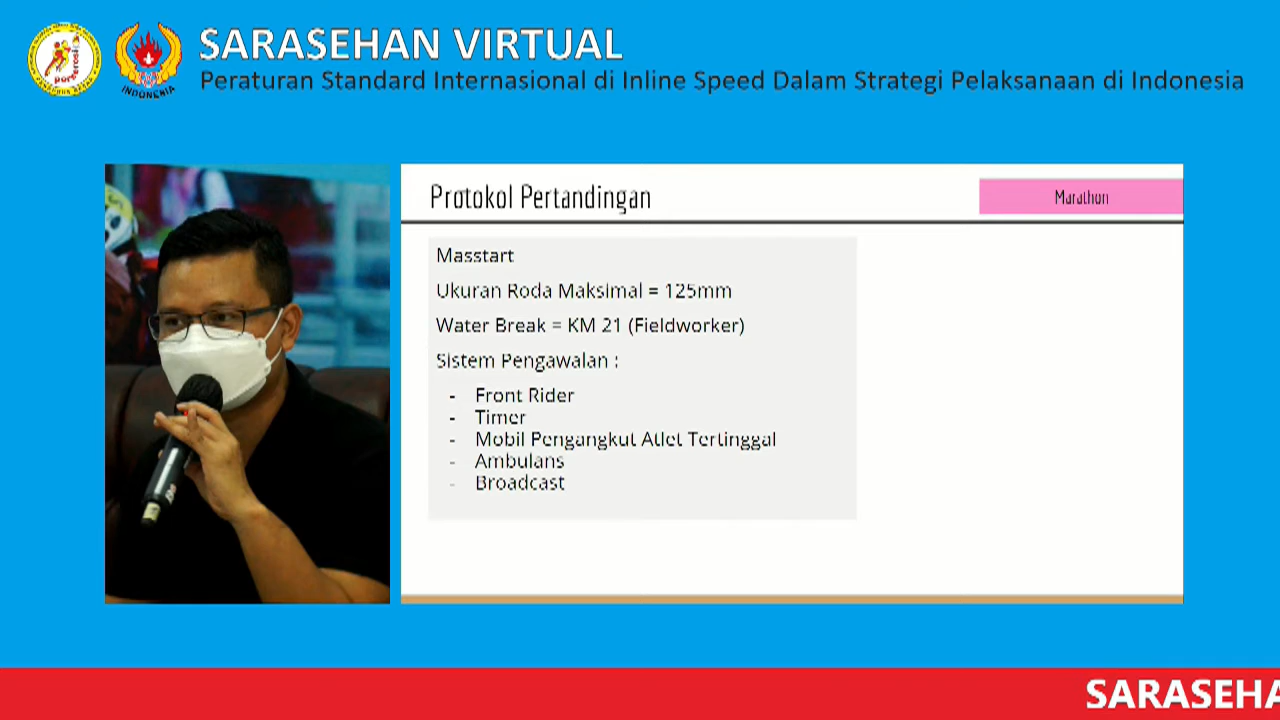 SARASEHAN VIRTUAL
Peraturan Standard Internasional di Inline Speed Dalam Strategi Pelaksanaan di Indonesia
porserosi
INDONESIA
Protokol Pertandingan
Marathon
Masstart
Ukuran Roda Maksimal = 125mm
Water Break = KM 21 (Fieldworker)
Sistem Pengawalan :
- Front Rider
- Timer
- Mobil Pengangkut Atlet Tertinggal
- Ambulans
- Broadcast
SARASEHA